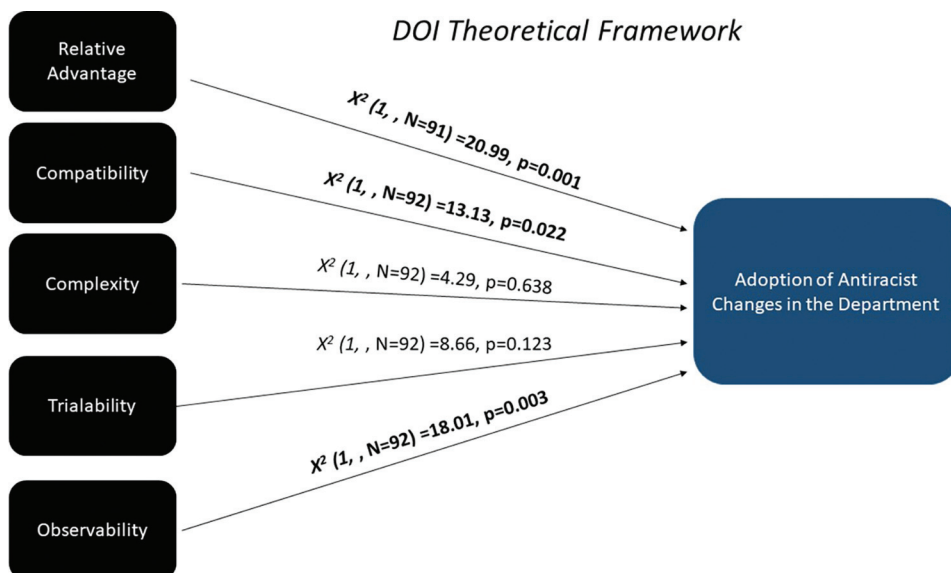 DOI Theoretical Framework
Relative
Advantage
X² (1, , N=91) =20.99, p=0.001
Compatibility
X² (1, , N=92) =13.13, p=0.022
Complexity
X² (1, , N=92) =4.29, p=0.638
Adoption of Antiracist
Changes in the Department
X² (1, , N=92) =8.66, p=0.123
Trialability
X² (1, , N=92) =18.01, p=0.003
Observability